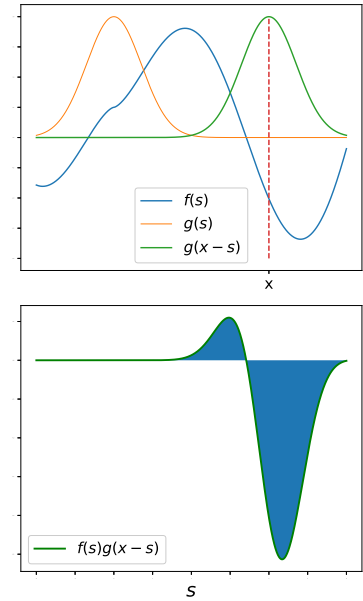 f(s)
g(s)
g(x − s)
x
f(s)g(x − s)
s